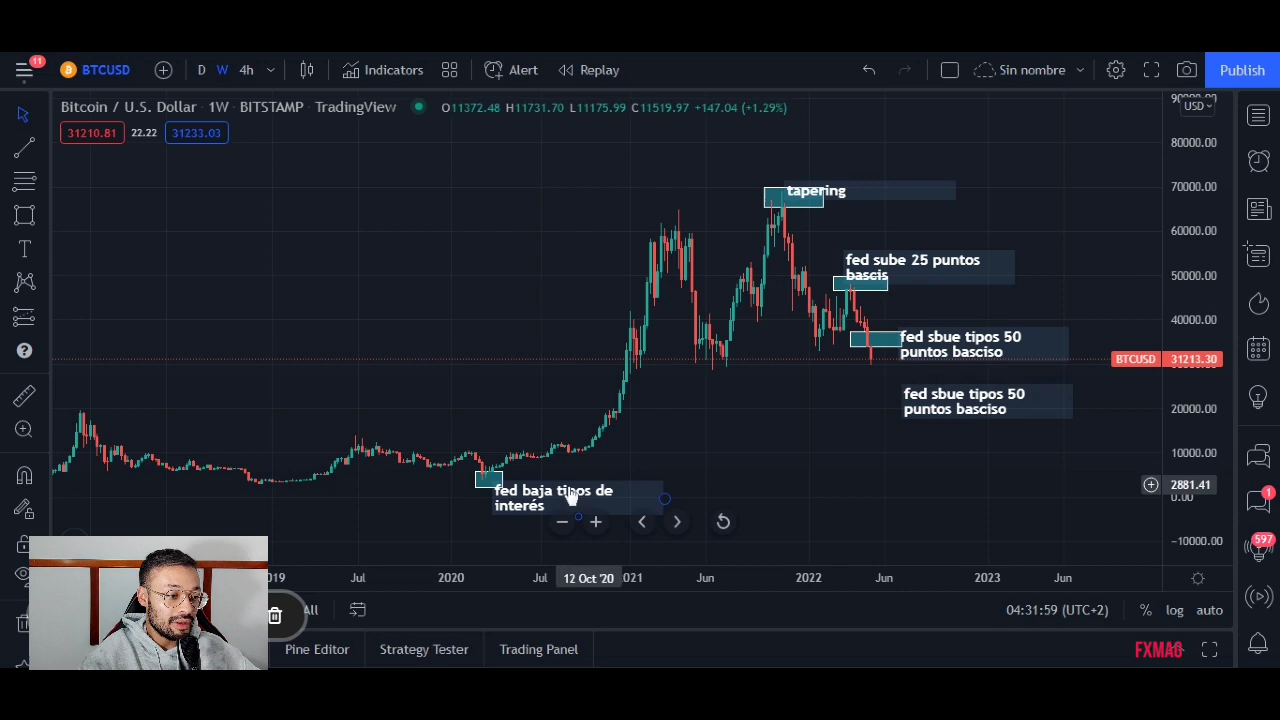 11
BTCUSD
D
W
4h
Indicators
Alert
Replay
Sin nombre
Publish
Bitcoin / U.S. Dollar · 1W · BITSTAMP · TradingView
O11372.48 H11731.70 L11175.99 C11519.97 +147.04 (+1.29%)
31210.81
22.22
31233.03
90000.00
USD
80000.00
70000.00
60000.00
50000.00
40000.00
BTCUSD
31213.30
20000.00
10000.00
2881.41
0.00
−10000.00
tapering
fed sube 25 puntos
bascis
fed sbue tipos 50
puntos basciso
fed sbue tipos 50
puntos basciso
fed baja tipos de
interés
019
Jul
2020
Jul
12 Oct '20
021
Jun
2022
Jun
2023
Jun
All
04:31:59 (UTC+2)
%
log
auto
Pine Editor
Strategy Tester
Trading Panel
FXMAG
1
597